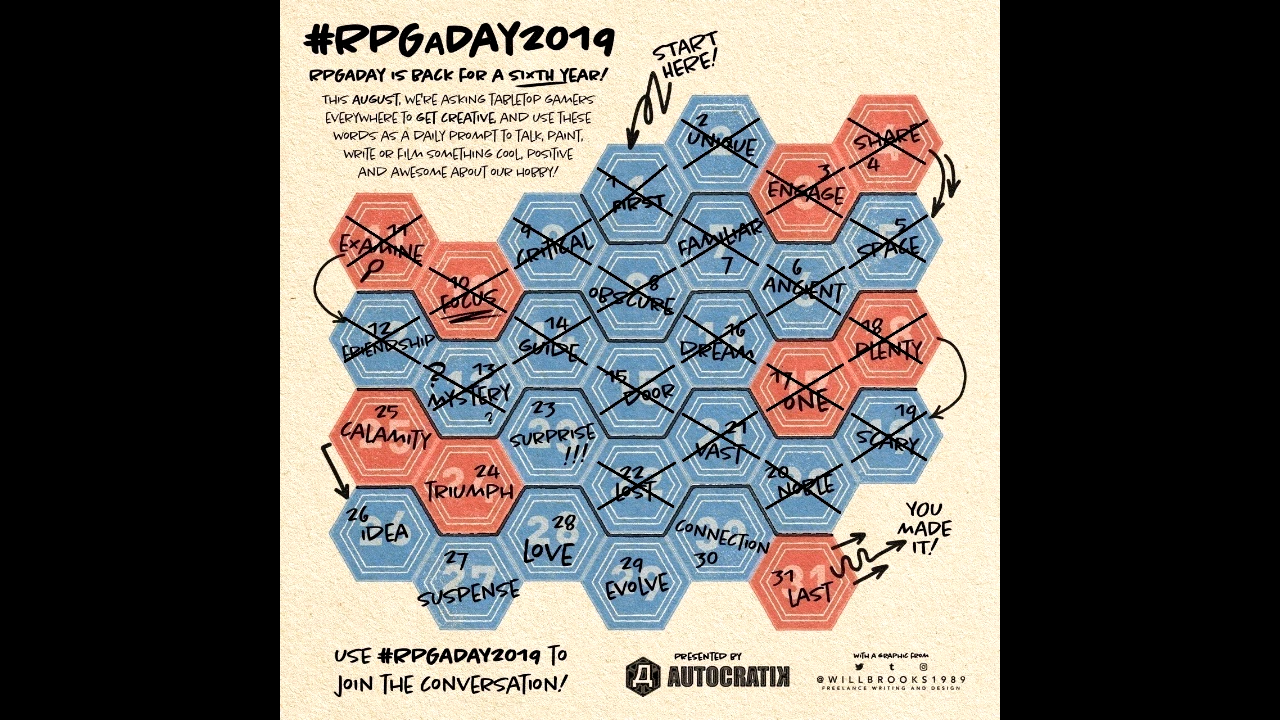 #RPGaDAY2019
RPGADAY IS BACK FOR A SIXTH YEAR!
THIS AUGUST, WE'RE ASKING TABLETOP GAMERS
EVERYWHERE TO GET CREATIVE, AND USE THESE
WORDS AS A DAILY PROMPT TO TALK, PAINT,
WRITE OR FILM SOMETHING COOL, POSITIVE
AND AWESOME ABOUT OUR HOBBY!
START
HERE!
1
FIRST
2
UNIQUE
3
ENGAGE
SHARE
4
5
SPACE
6
ANCIENT
FAMILIAR
7
8
OBSCURE
9
CRITICAL
10
FOCUS
11
EXAMINE
12
FRIENDSHIP
?
13
MYSTERY
?
14
GUIDE
15
DOOR
16
DREAM
17
ONE
18
PLENTY
19
SCARY
20
NOBLE
21
VAST
22
LOST
23
SURPRISE
!!!
24
TRIUMPH
25
CALAMITY
26
IDEA
27
SUSPENSE
28
LOVE
29
EVOLVE
CONNECTION
30
31
LAST
YOU
MADE
IT!
USE #RPGADAY2019 TO
JOIN THE CONVERSATION!
PRESENTED BY
AUTOCRATIK
WITH A GRAPHIC FROM
@WILLBROOKS1989
FREELANCE WRITING AND DESIGN